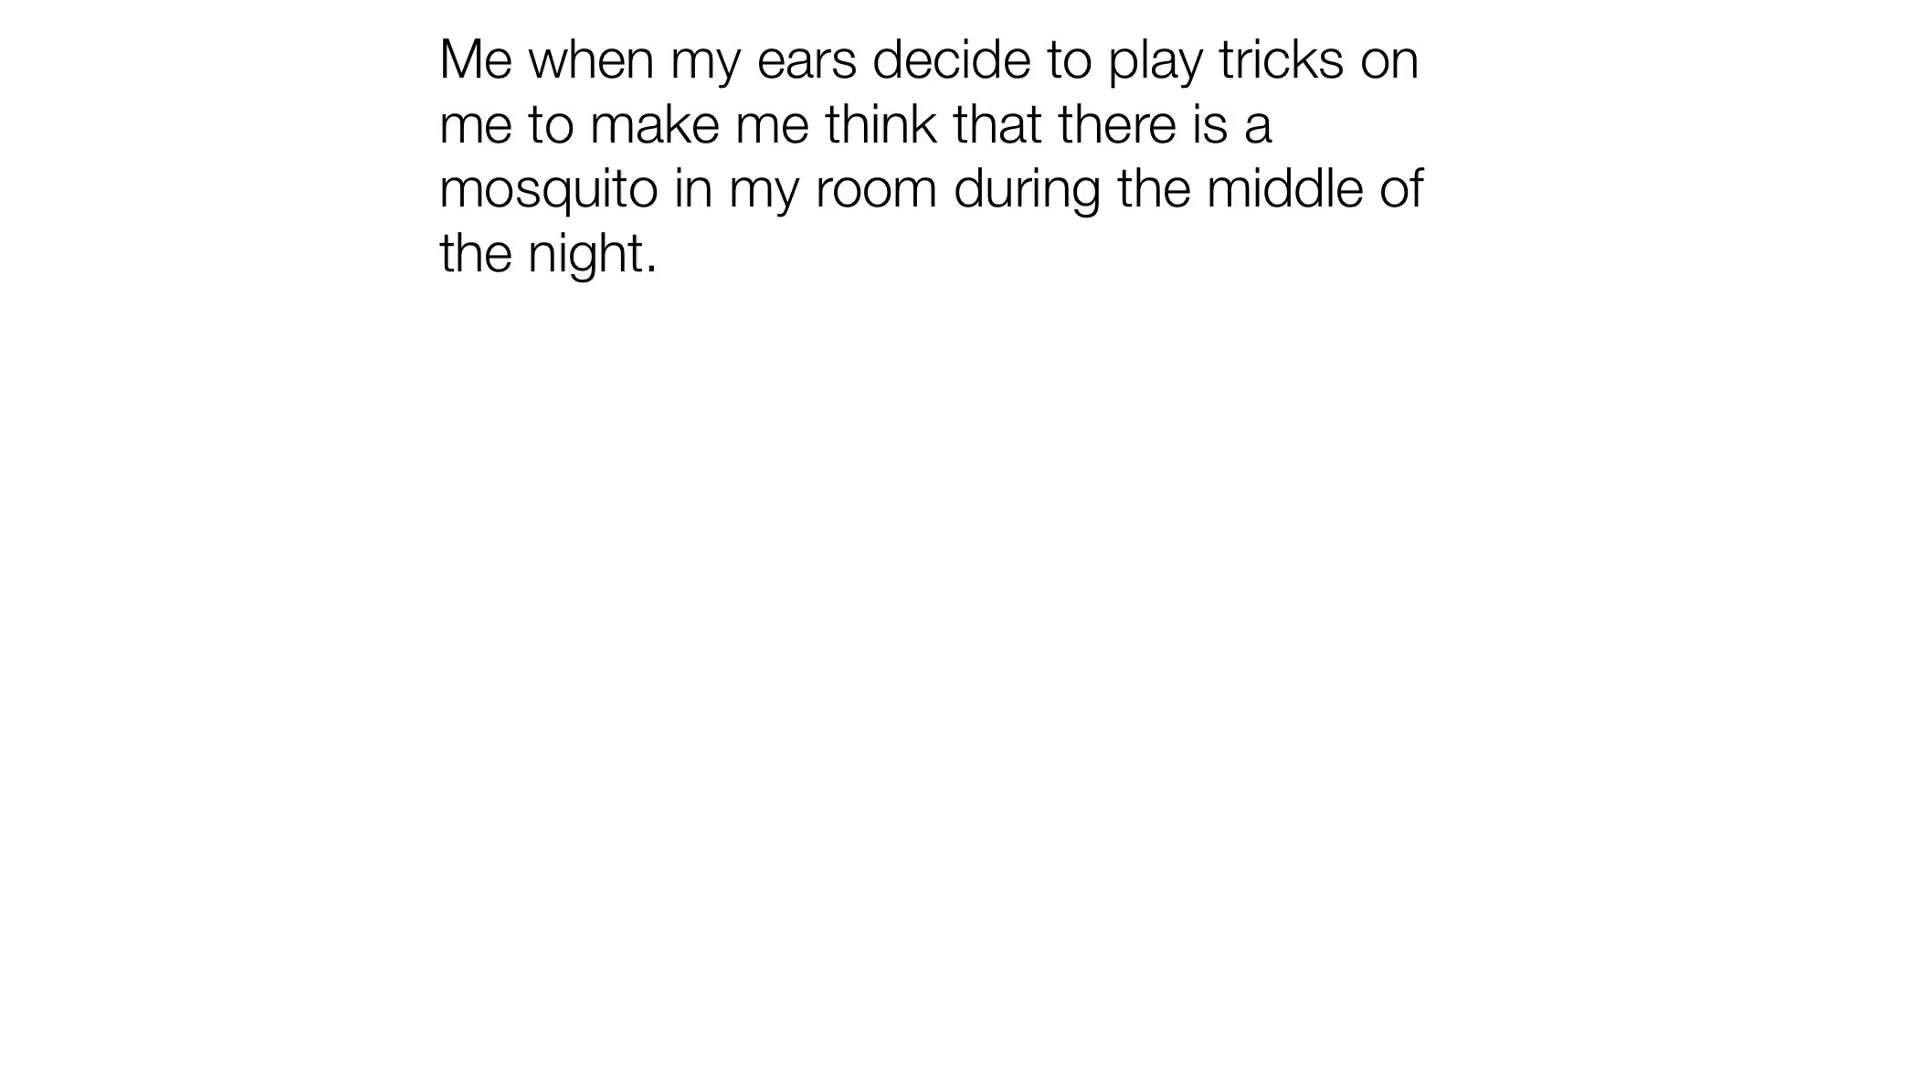 Me when my ears decide to play tricks on
me to make me think that there is a
mosquito in my room during the middle of
the night.